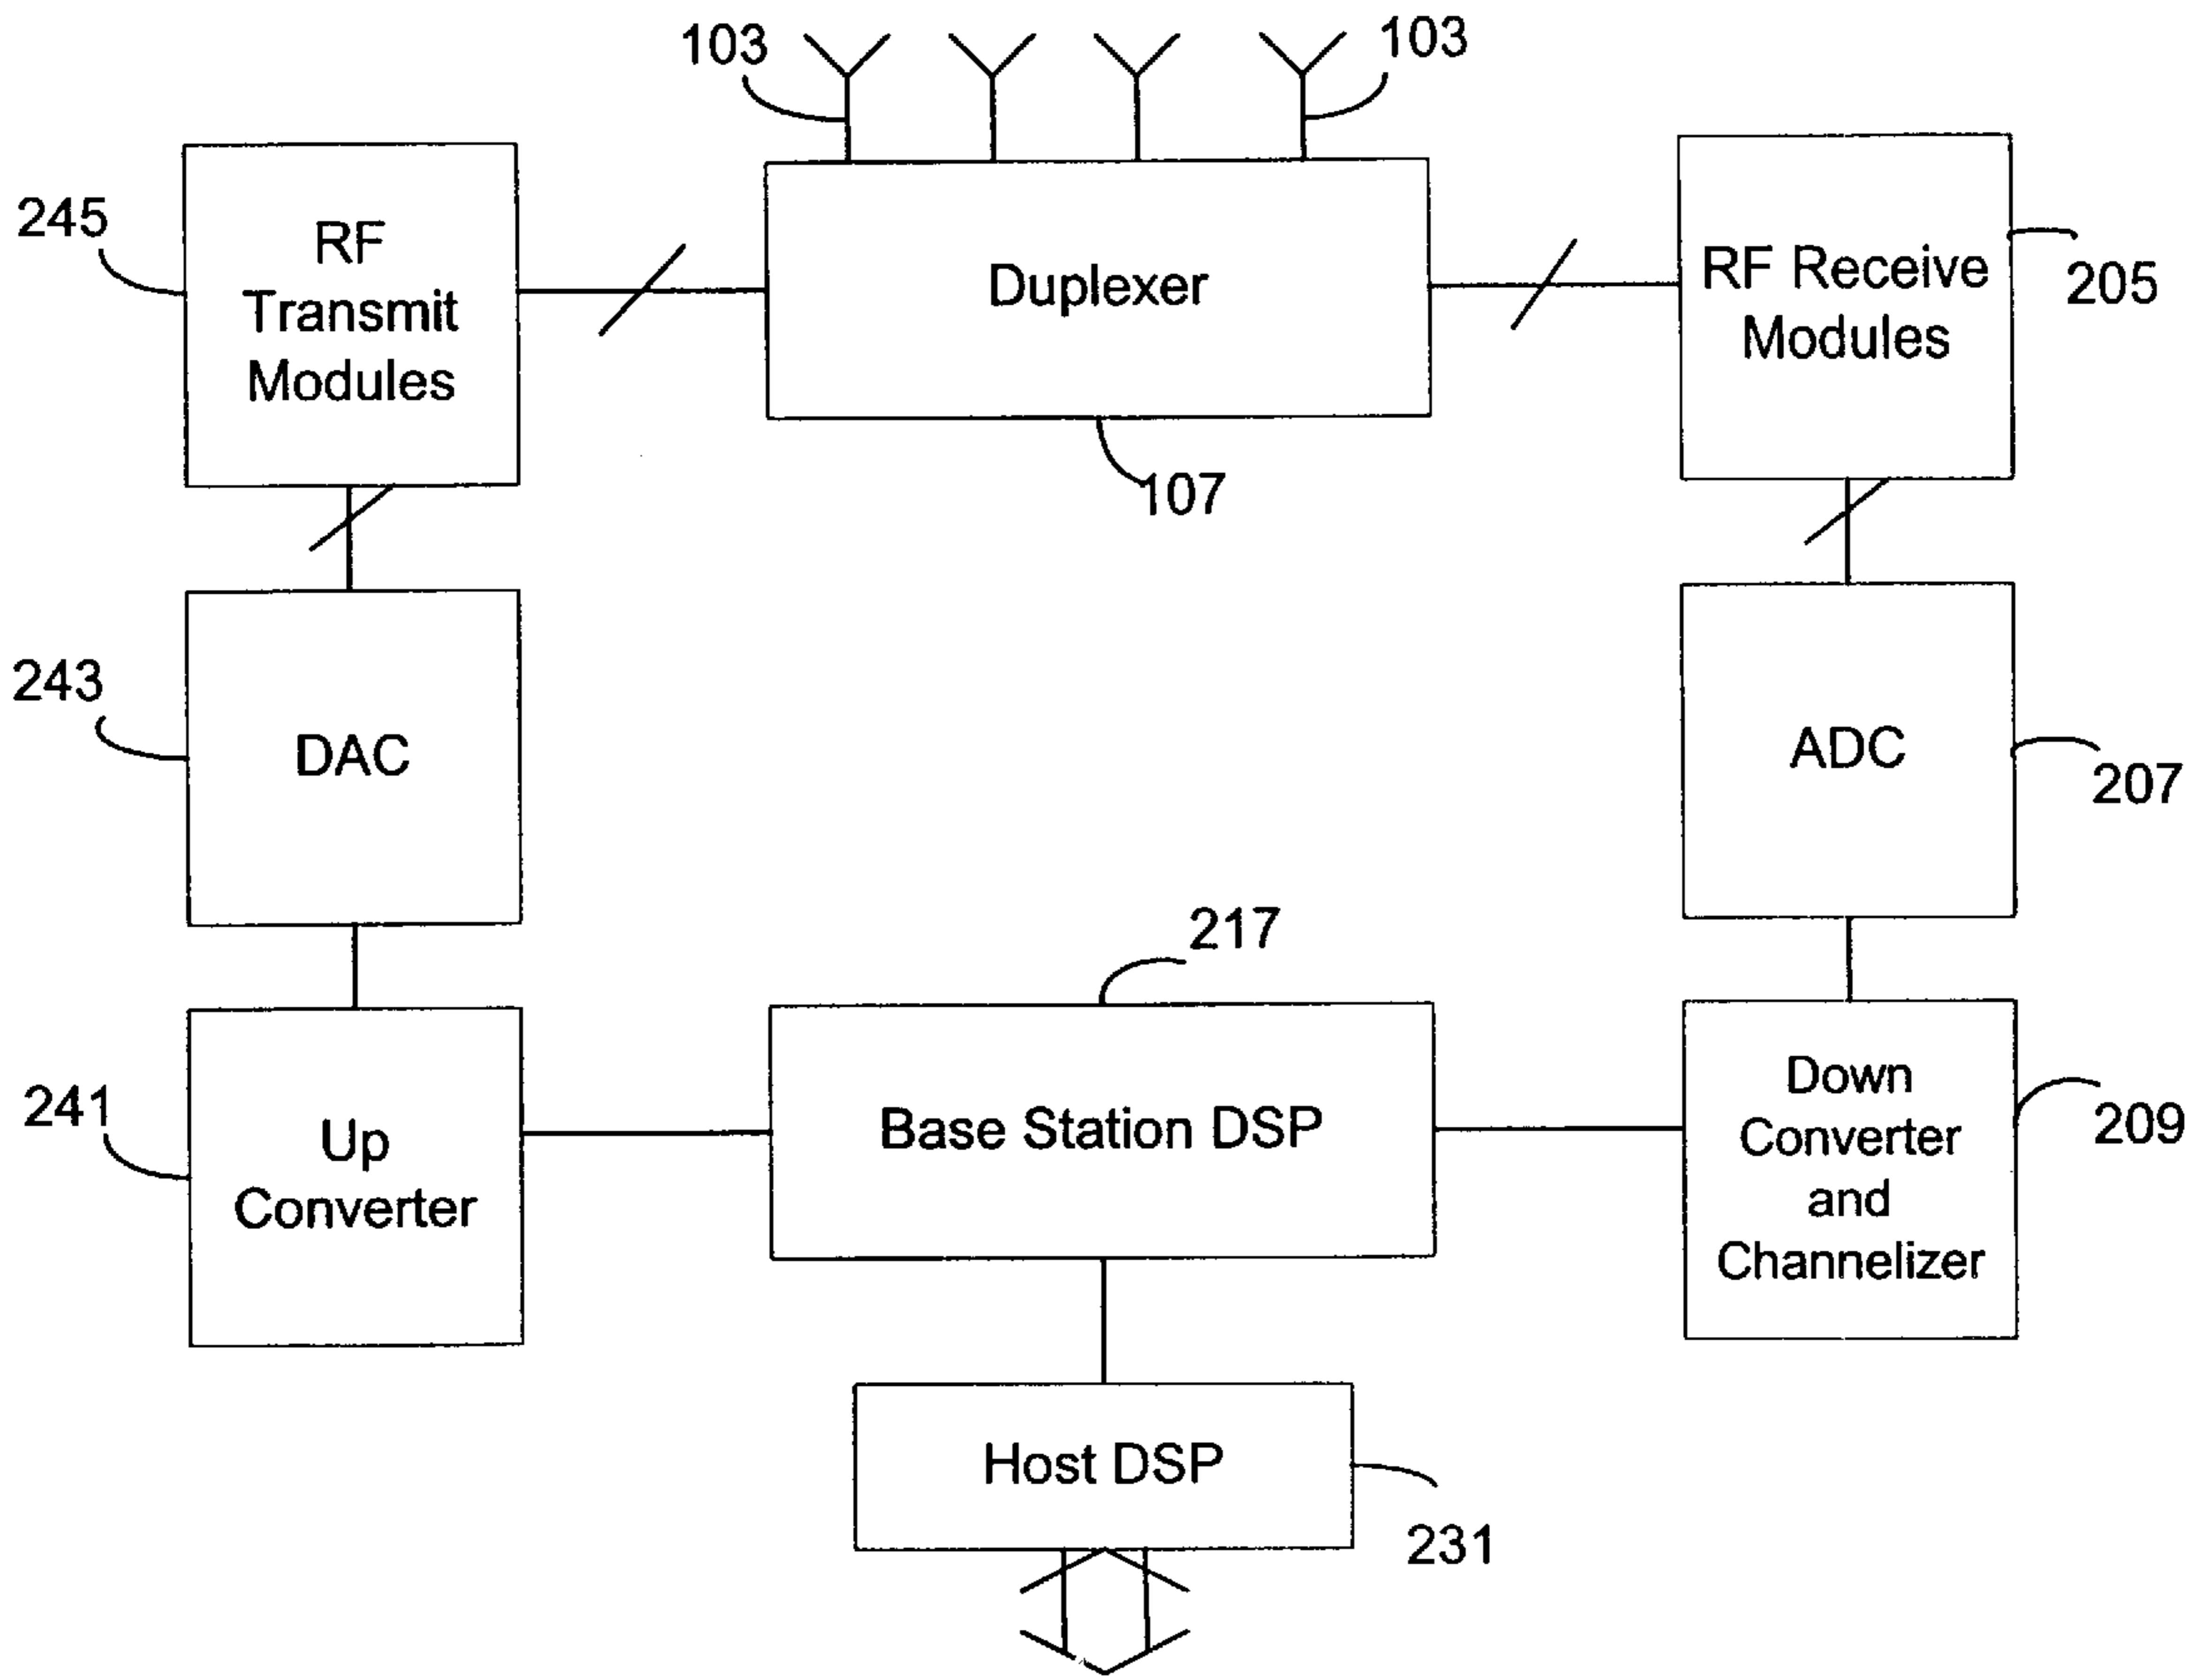 103
103
245
RF
Transmit
Modules
Duplexer
107
RF Receive
Modules
205
243
DAC
ADC
207
217
241
Up
Converter
Base Station DSP
Down
Converter
and
Channelizer
209
Host DSP
231